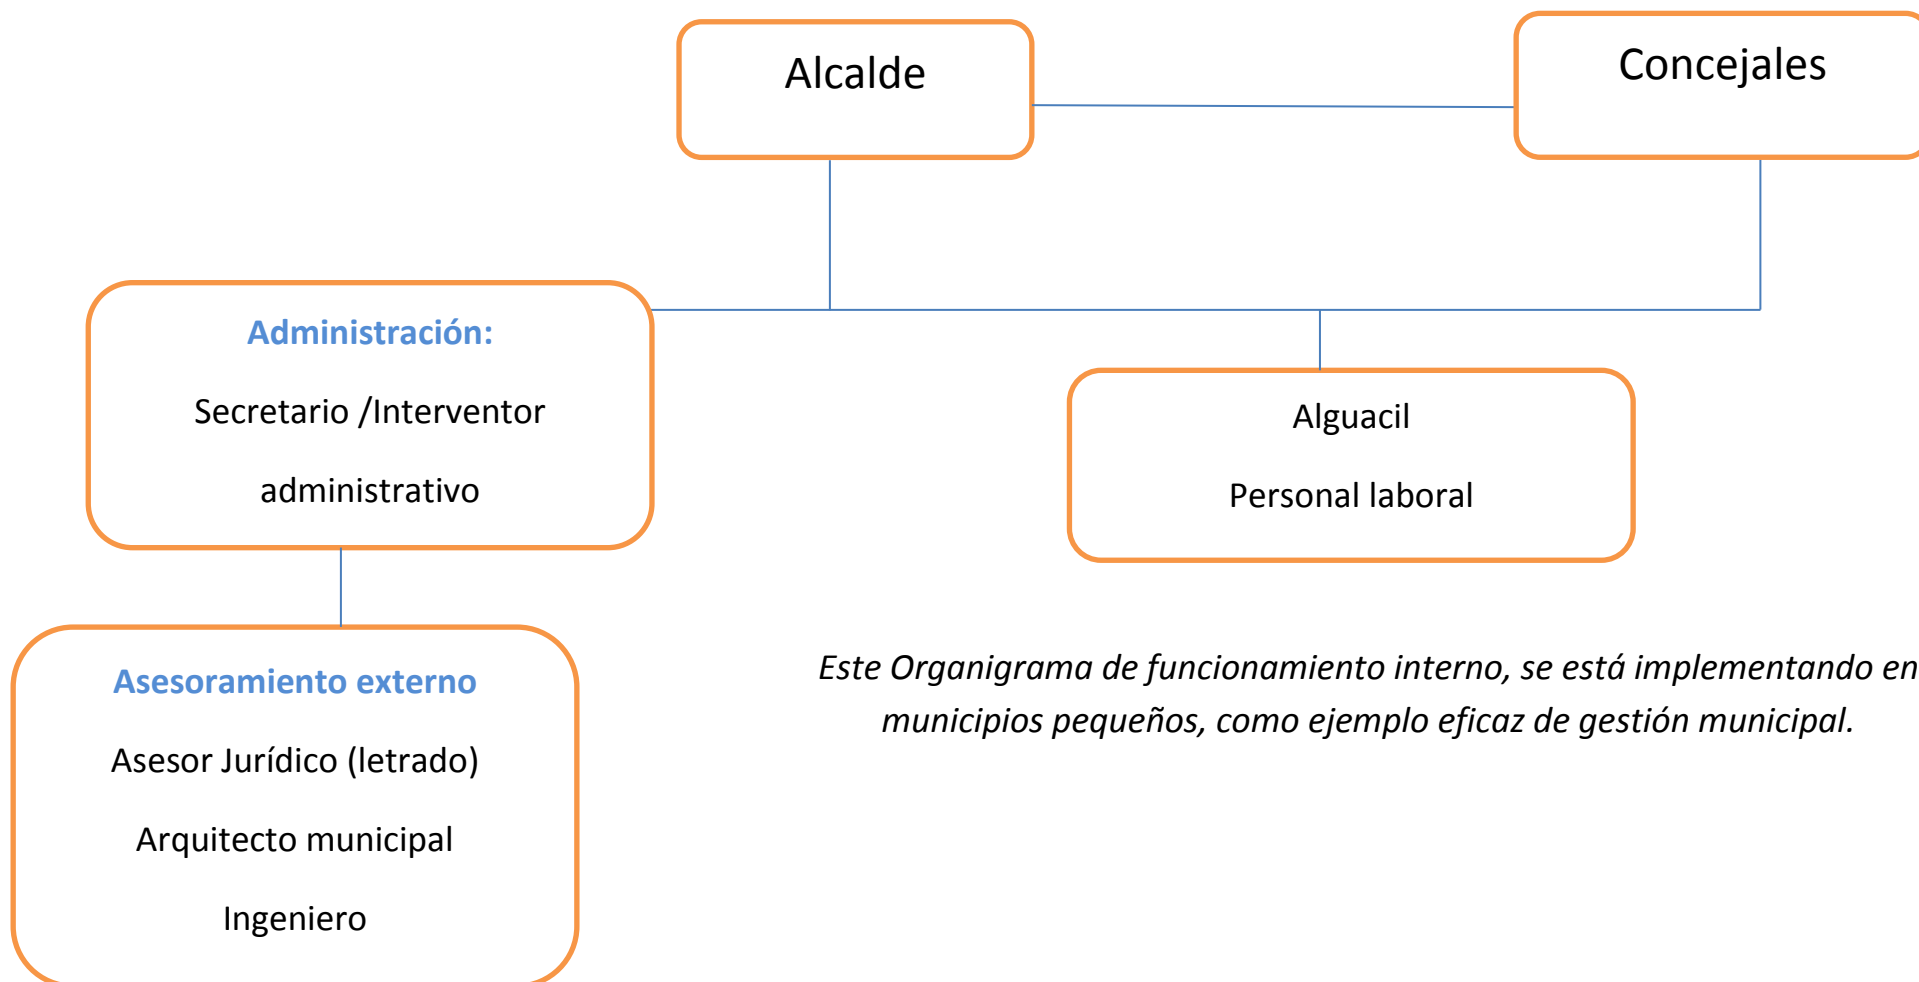 Alcalde
Concejales
Administración:
Secretario /Interventor
administrativo
Alguacil
Personal laboral
Asesoramiento externo
Asesor Jurídico (letrado)
Arquitecto municipal
Ingeniero
Este Organigrama de funcionamiento interno, se está implementando en
municipios pequeños, como ejemplo eficaz de gestión municipal.